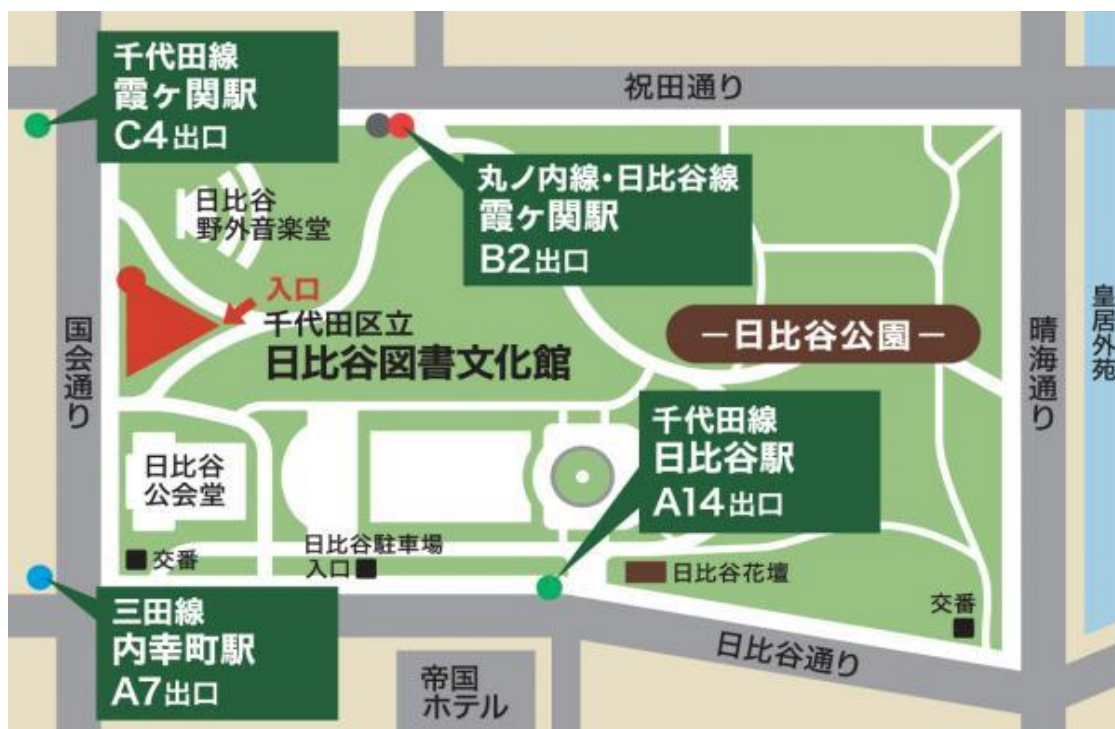 千代田線
霞ヶ関駅
C4出口
祝田通り
丸ノ内線・日比谷線
霞ヶ関駅
B2出口
日比谷
野外音楽堂
入口
千代田区立
日比谷図書文化館
国会通り
－日比谷公園－
晴海通り
皇居外苑
千代田線
日比谷駅
A14出口
日比谷
公会堂
交番
日比谷駐車場
入口
日比谷花壇
交番
三田線
内幸町駅
A7出口
帝国
ホテル
日比谷通り